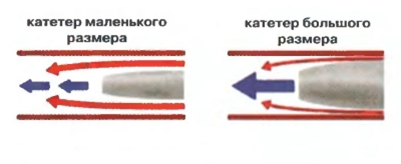 катетер маленького
размера
катетер большого
размера